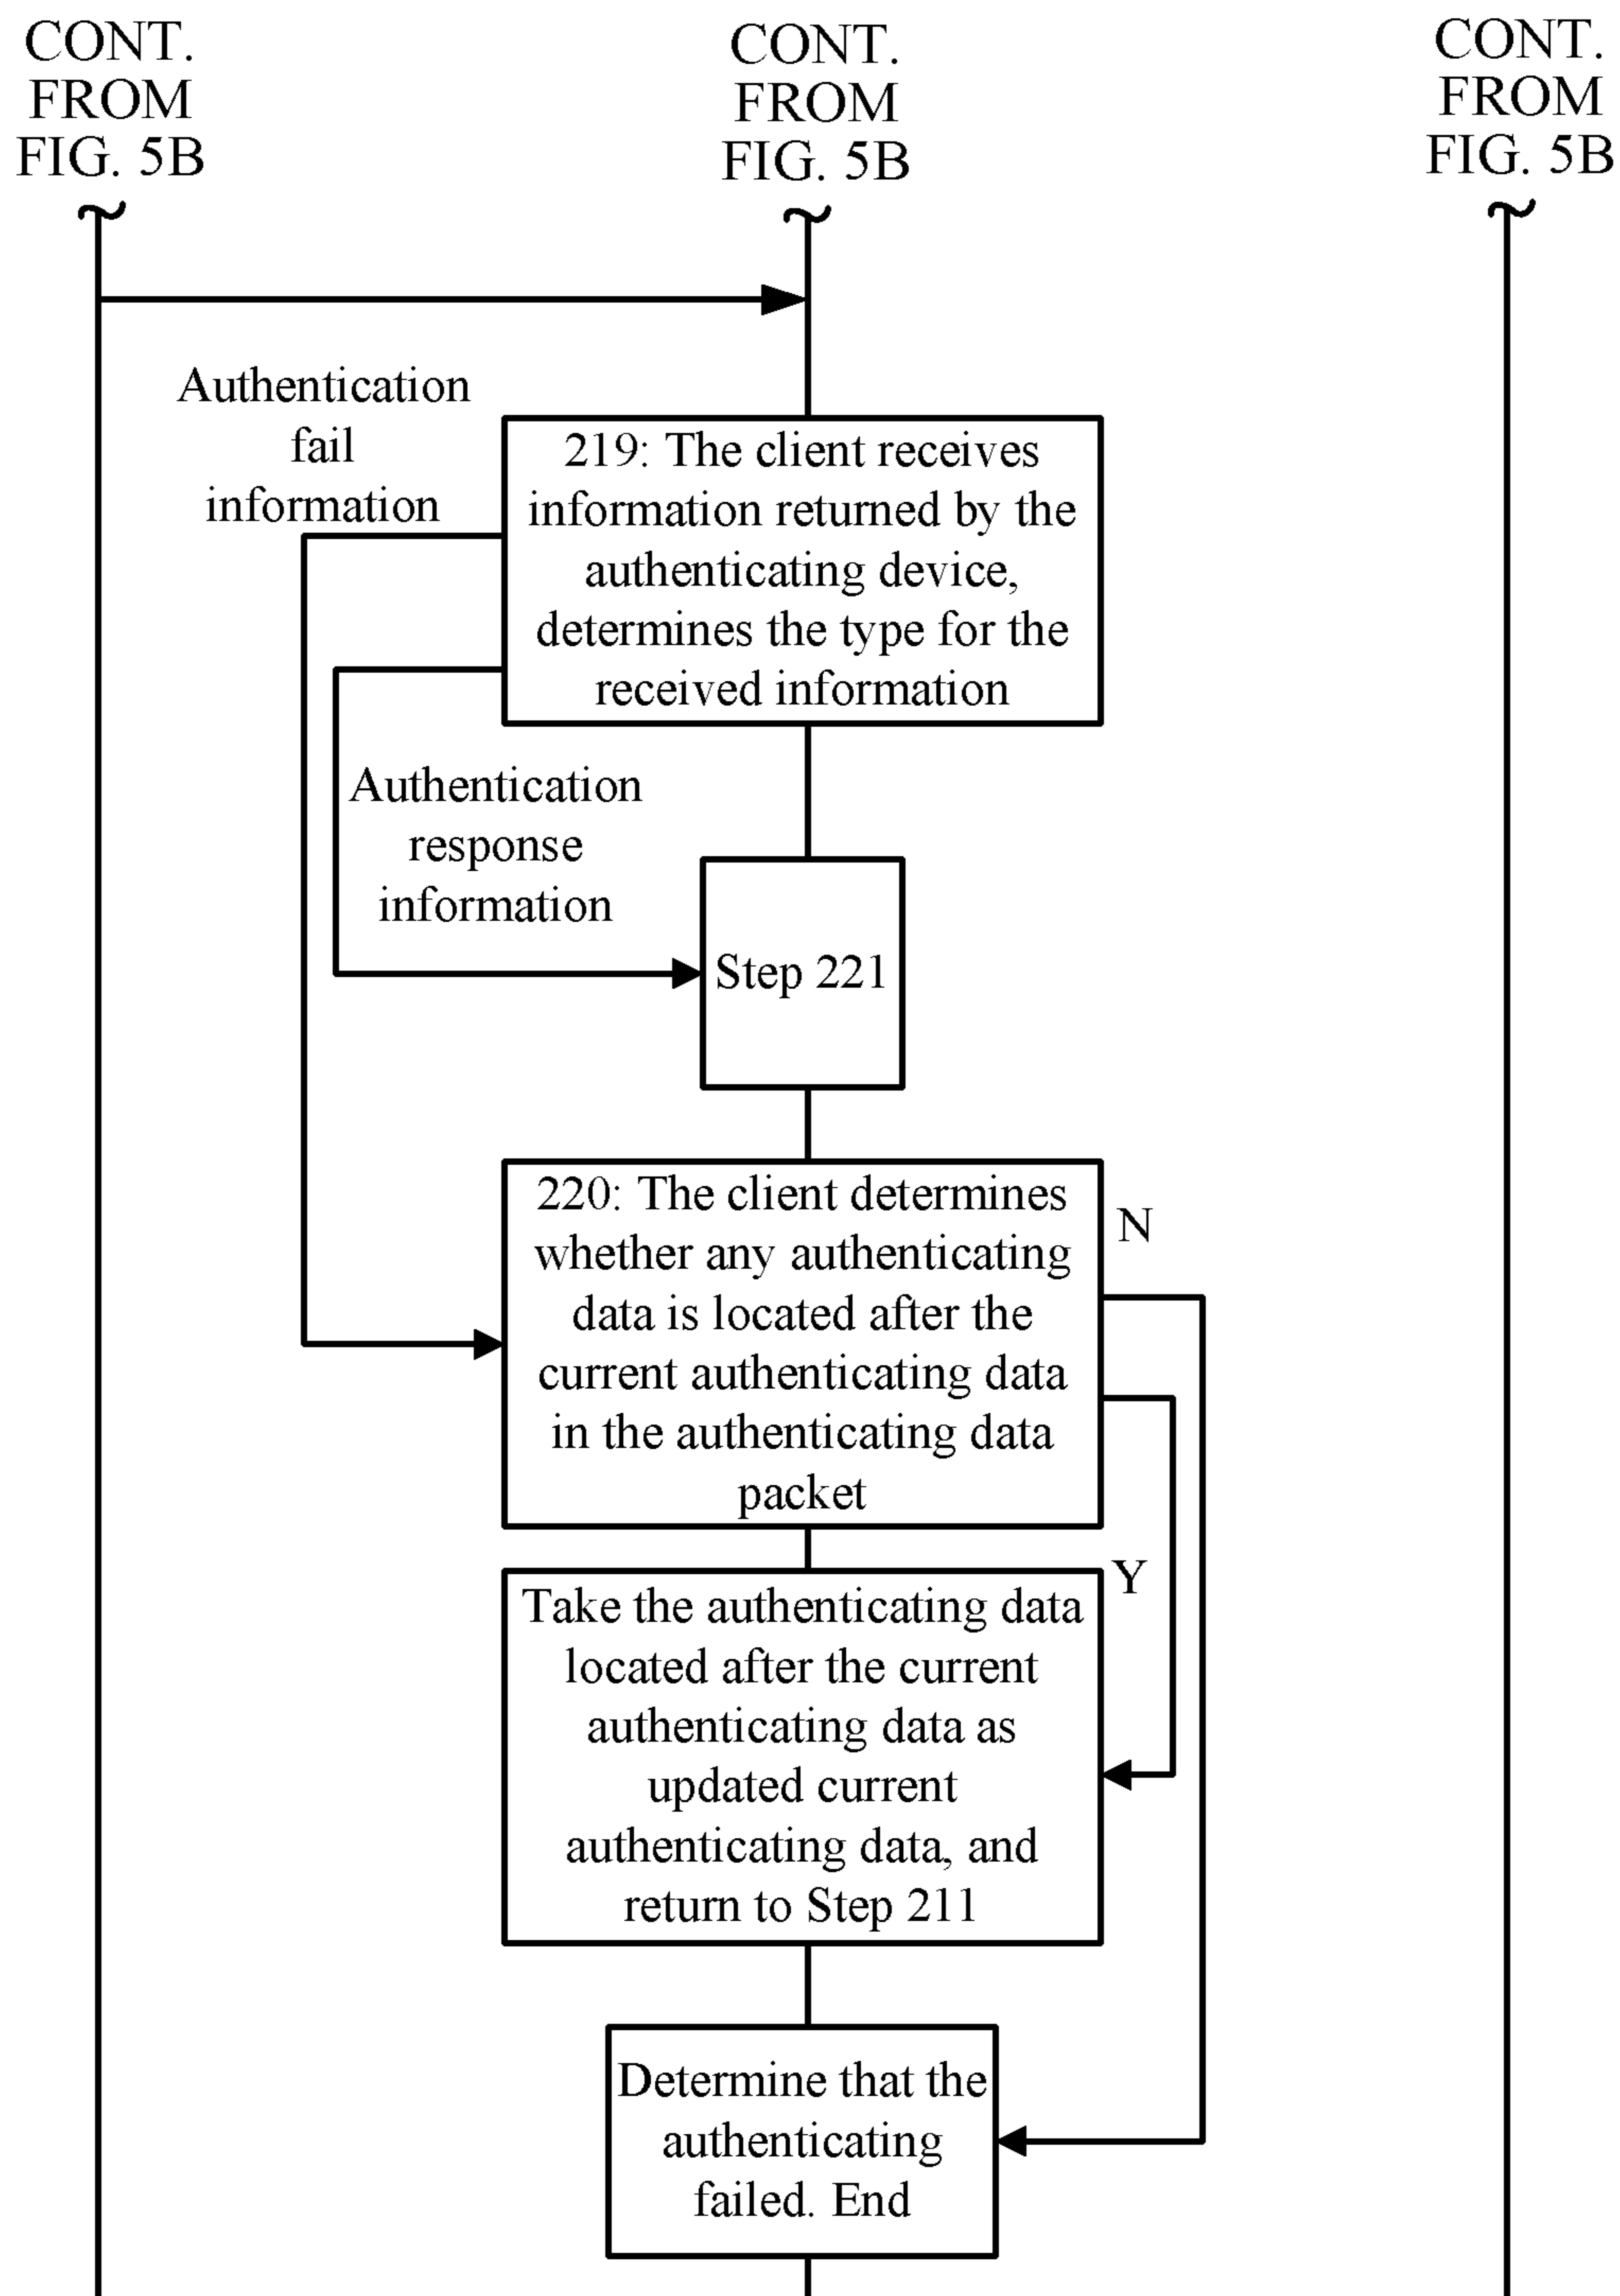 CONT.
FROM
FIG. 5B
CONT.
FROM
FIG. 5B
CONT.
FROM
FIG. 5B
Authentication
fail
information
219: The client receives
information returned by the
authenticating device,
determines the type for the
received information
Authentication
response
information
Step 221
220: The client determines
whether any authenticating
data is located after the
current authenticating data
in the authenticating data
packet
N
Y
Take the authenticating data
located after the current
authenticating data as
updated current
authenticating data, and
return to Step 211
Determine that the
authenticating
failed. End